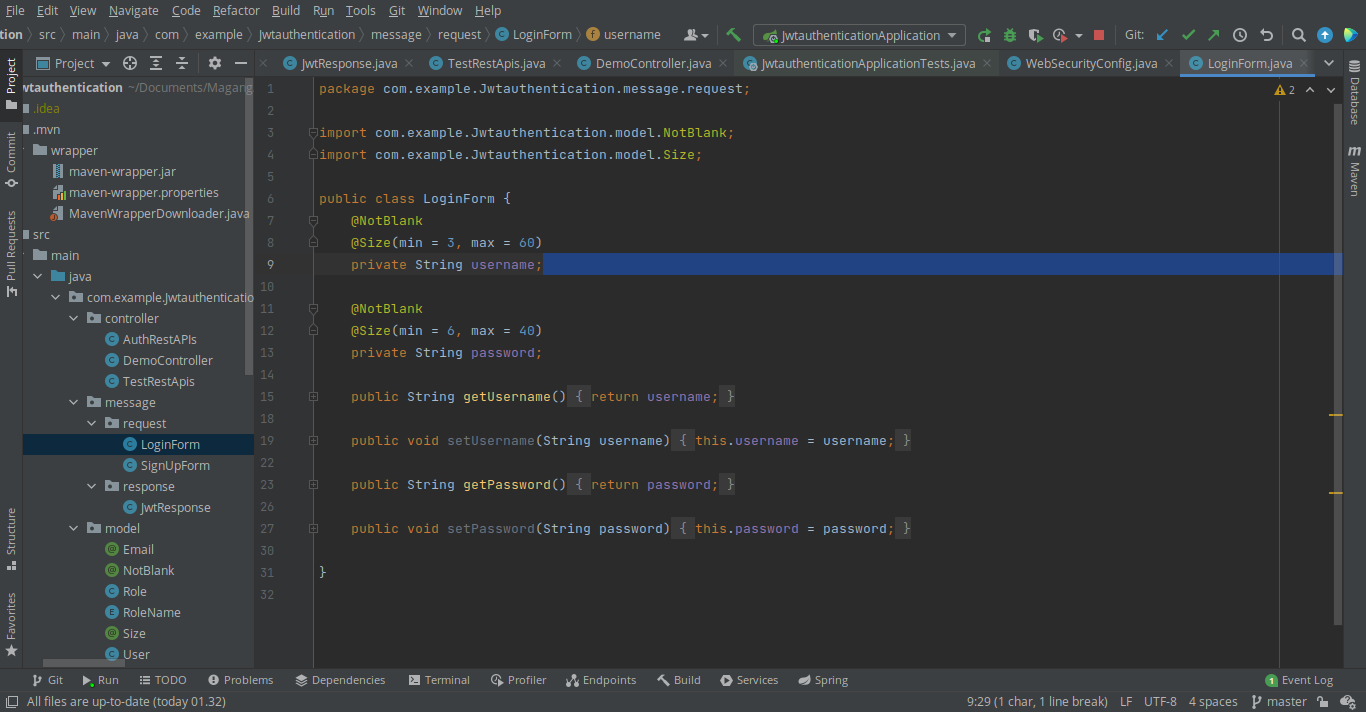 File Edit View Navigate Code Refactor Build Run Tools Git Window Help
tion src main java com example Jwtauthentication message request LoginForm username JwtauthenticationApplication Git:
Project JwtResponse.java TestRestApis.java DemoController.java JwtauthenticationApplicationTests.java WebSecurityConfig.java LoginForm.java
Project
Commit
Pull Requests
Structure
Favorites
wtauthentication ~/Documents/Magang
.idea
.mvn
wrapper
maven-wrapper.jar
maven-wrapper.properties
MavenWrapperDownloader.java
src
main
java
com.example.Jwtauthenticatio
controller
AuthRestAPIs
DemoController
TestRestApis
message
request
LoginForm
SignUpForm
response
JwtResponse
model
Email
NotBlank
Role
RoleName
Size
User
1 package com.example.Jwtauthentication.message.request;
2
3 import com.example.Jwtauthentication.model.NotBlank;
4 import com.example.Jwtauthentication.model.Size;
5
6 public class LoginForm {
7 @NotBlank
8 @Size(min = 3, max = 60)
9 private String username;
10
11 @NotBlank
12 @Size(min = 6, max = 40)
13 private String password;
14
15 public String getUsername() { return username; }
18
19 public void setUsername(String username) { this.username = username; }
22
23 public String getPassword() { return password; }
26
27 public void setPassword(String password) { this.password = password; }
30
31 }
32
2
Database
Maven
Git Run TODO Problems Dependencies Terminal Profiler Endpoints Build Services Spring 1 Event Log
All files are up-to-date (today 01.32) 9:29 (1 char, 1 line break) LF UTF-8 4 spaces master